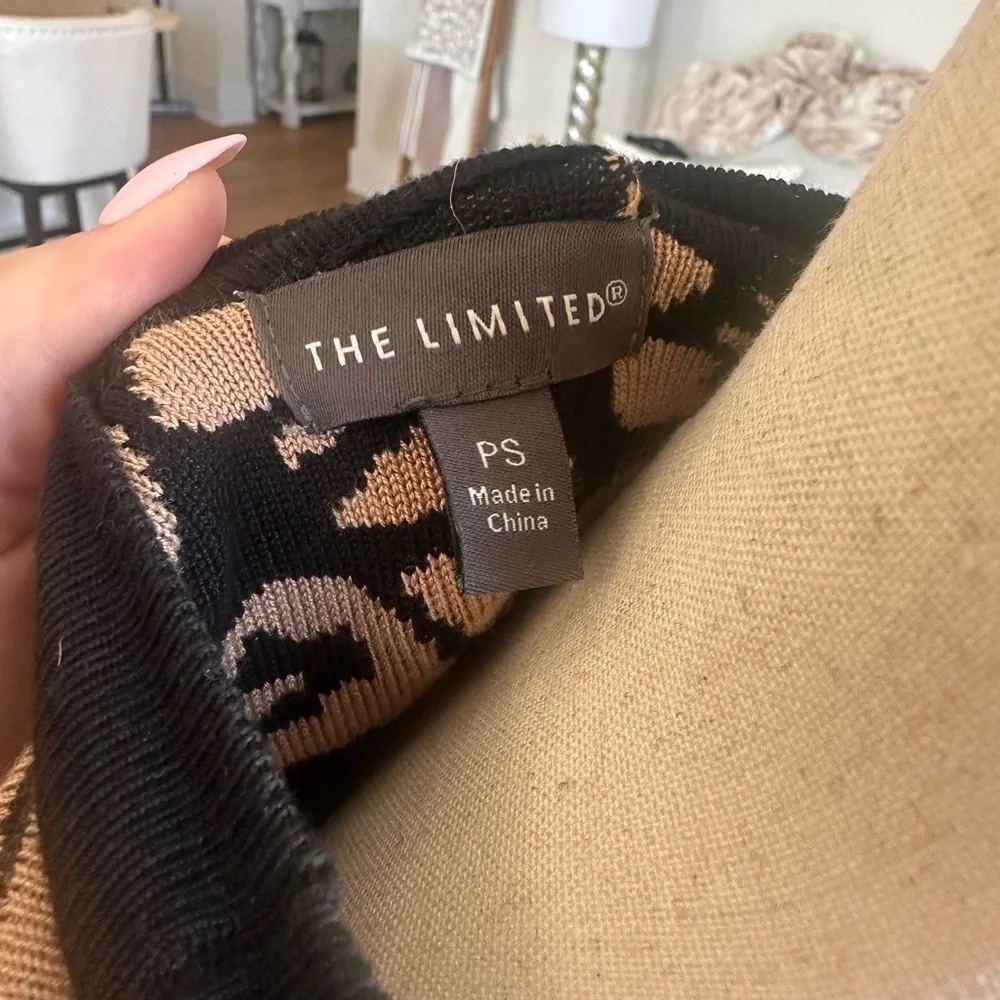 THE LIMITED®
PS
Made in
China